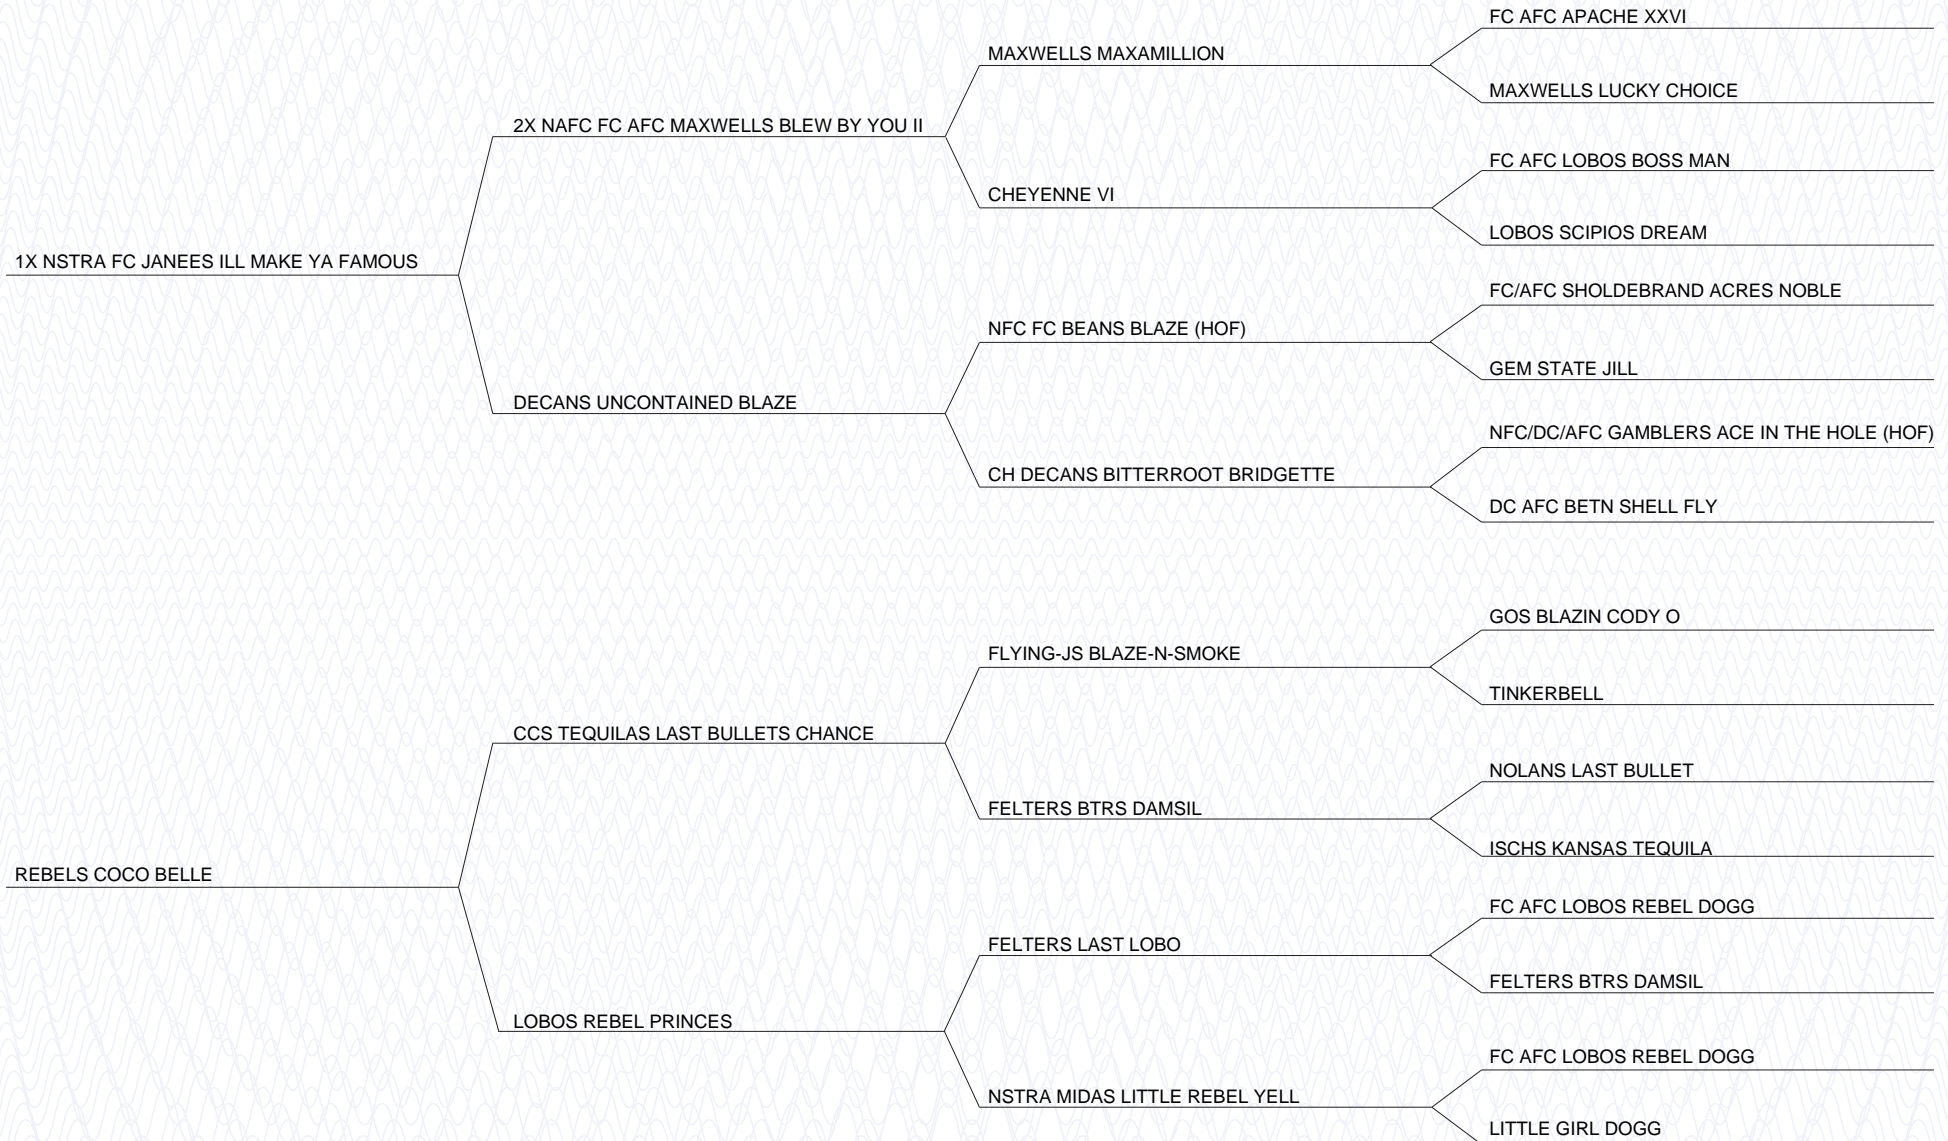 FC AFC APACHE XXVI
MAXWELLS MAXAMILLION
MAXWELLS LUCKY CHOICE
2X NAFC FC AFC MAXWELLS BLEW BY YOU II
FC AFC LOBOS BOSS MAN
CHEYENNE VI
LOBOS SCIPIOS DREAM
1X NSTRA FC JANEES ILL MAKE YA FAMOUS
FC/AFC SHOLDEBRAND ACRES NOBLE
NFC FC BEANS BLAZE (HOF)
GEM STATE JILL
DECANS UNCONTAINED BLAZE
NFC/DC/AFC GAMBLERS ACE IN THE HOLE (HOF)
CH DECANS BITTERROOT BRIDGETTE
DC AFC BETN SHELL FLY
GOS BLAZIN CODY O
FLYING-JS BLAZE-N-SMOKE
TINKERBELL
CCS TEQUILAS LAST BULLETS CHANCE
NOLANS LAST BULLET
FELTERS BTRS DAMSIL
ISCHS KANSAS TEQUILA
REBELS COCO BELLE
FC AFC LOBOS REBEL DOGG
FELTERS LAST LOBO
FELTERS BTRS DAMSIL
LOBOS REBEL PRINCES
FC AFC LOBOS REBEL DOGG
NSTRA MIDAS LITTLE REBEL YELL
LITTLE GIRL DOGG